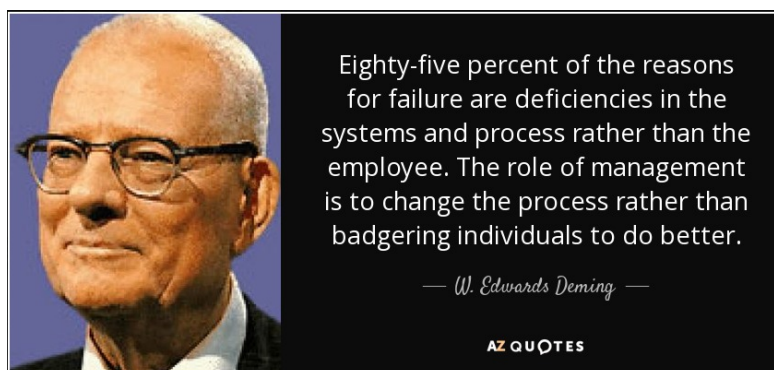 Eighty-five percent of the reasons
for failure are deficiencies in the
systems and process rather than the
employee. The role of management
is to change the process rather than
badgering individuals to do better.
— W. Edwards Deming —
AZ QUOTES